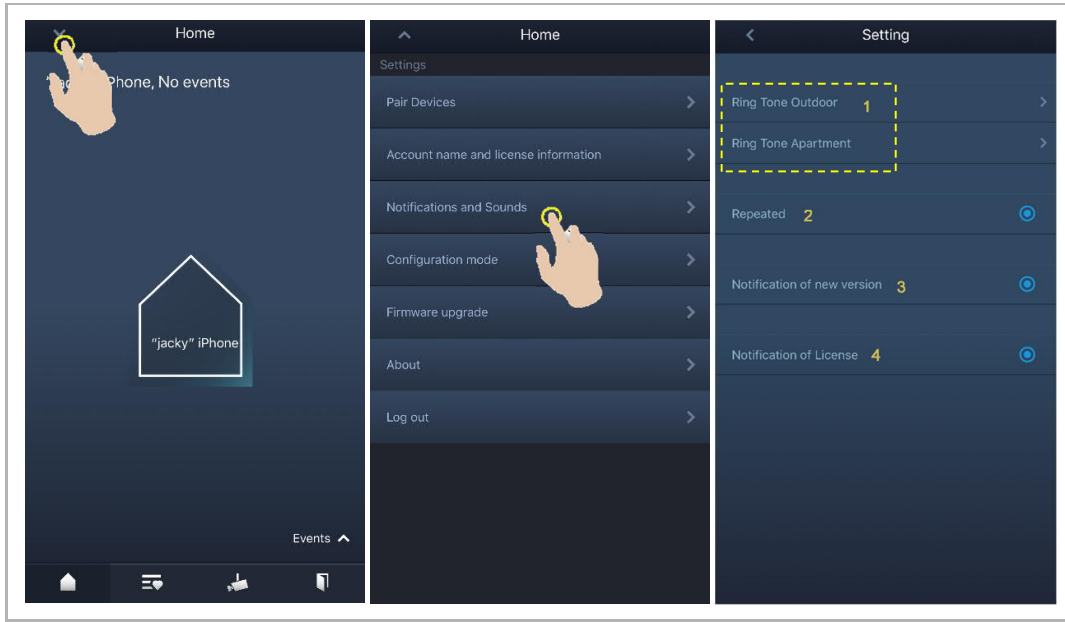 Home
Phone, No events
"jacky" iPhone
Events
Home
Settings
Pair Devices
Account name and license information
Notifications and Sounds
Configuration mode
Firmware upgrade
About
Log out
Setting
Ring Tone Outdoor 1
Ring Tone Apartment
Repeated 2
Notification of new version 3
Notification of License 4